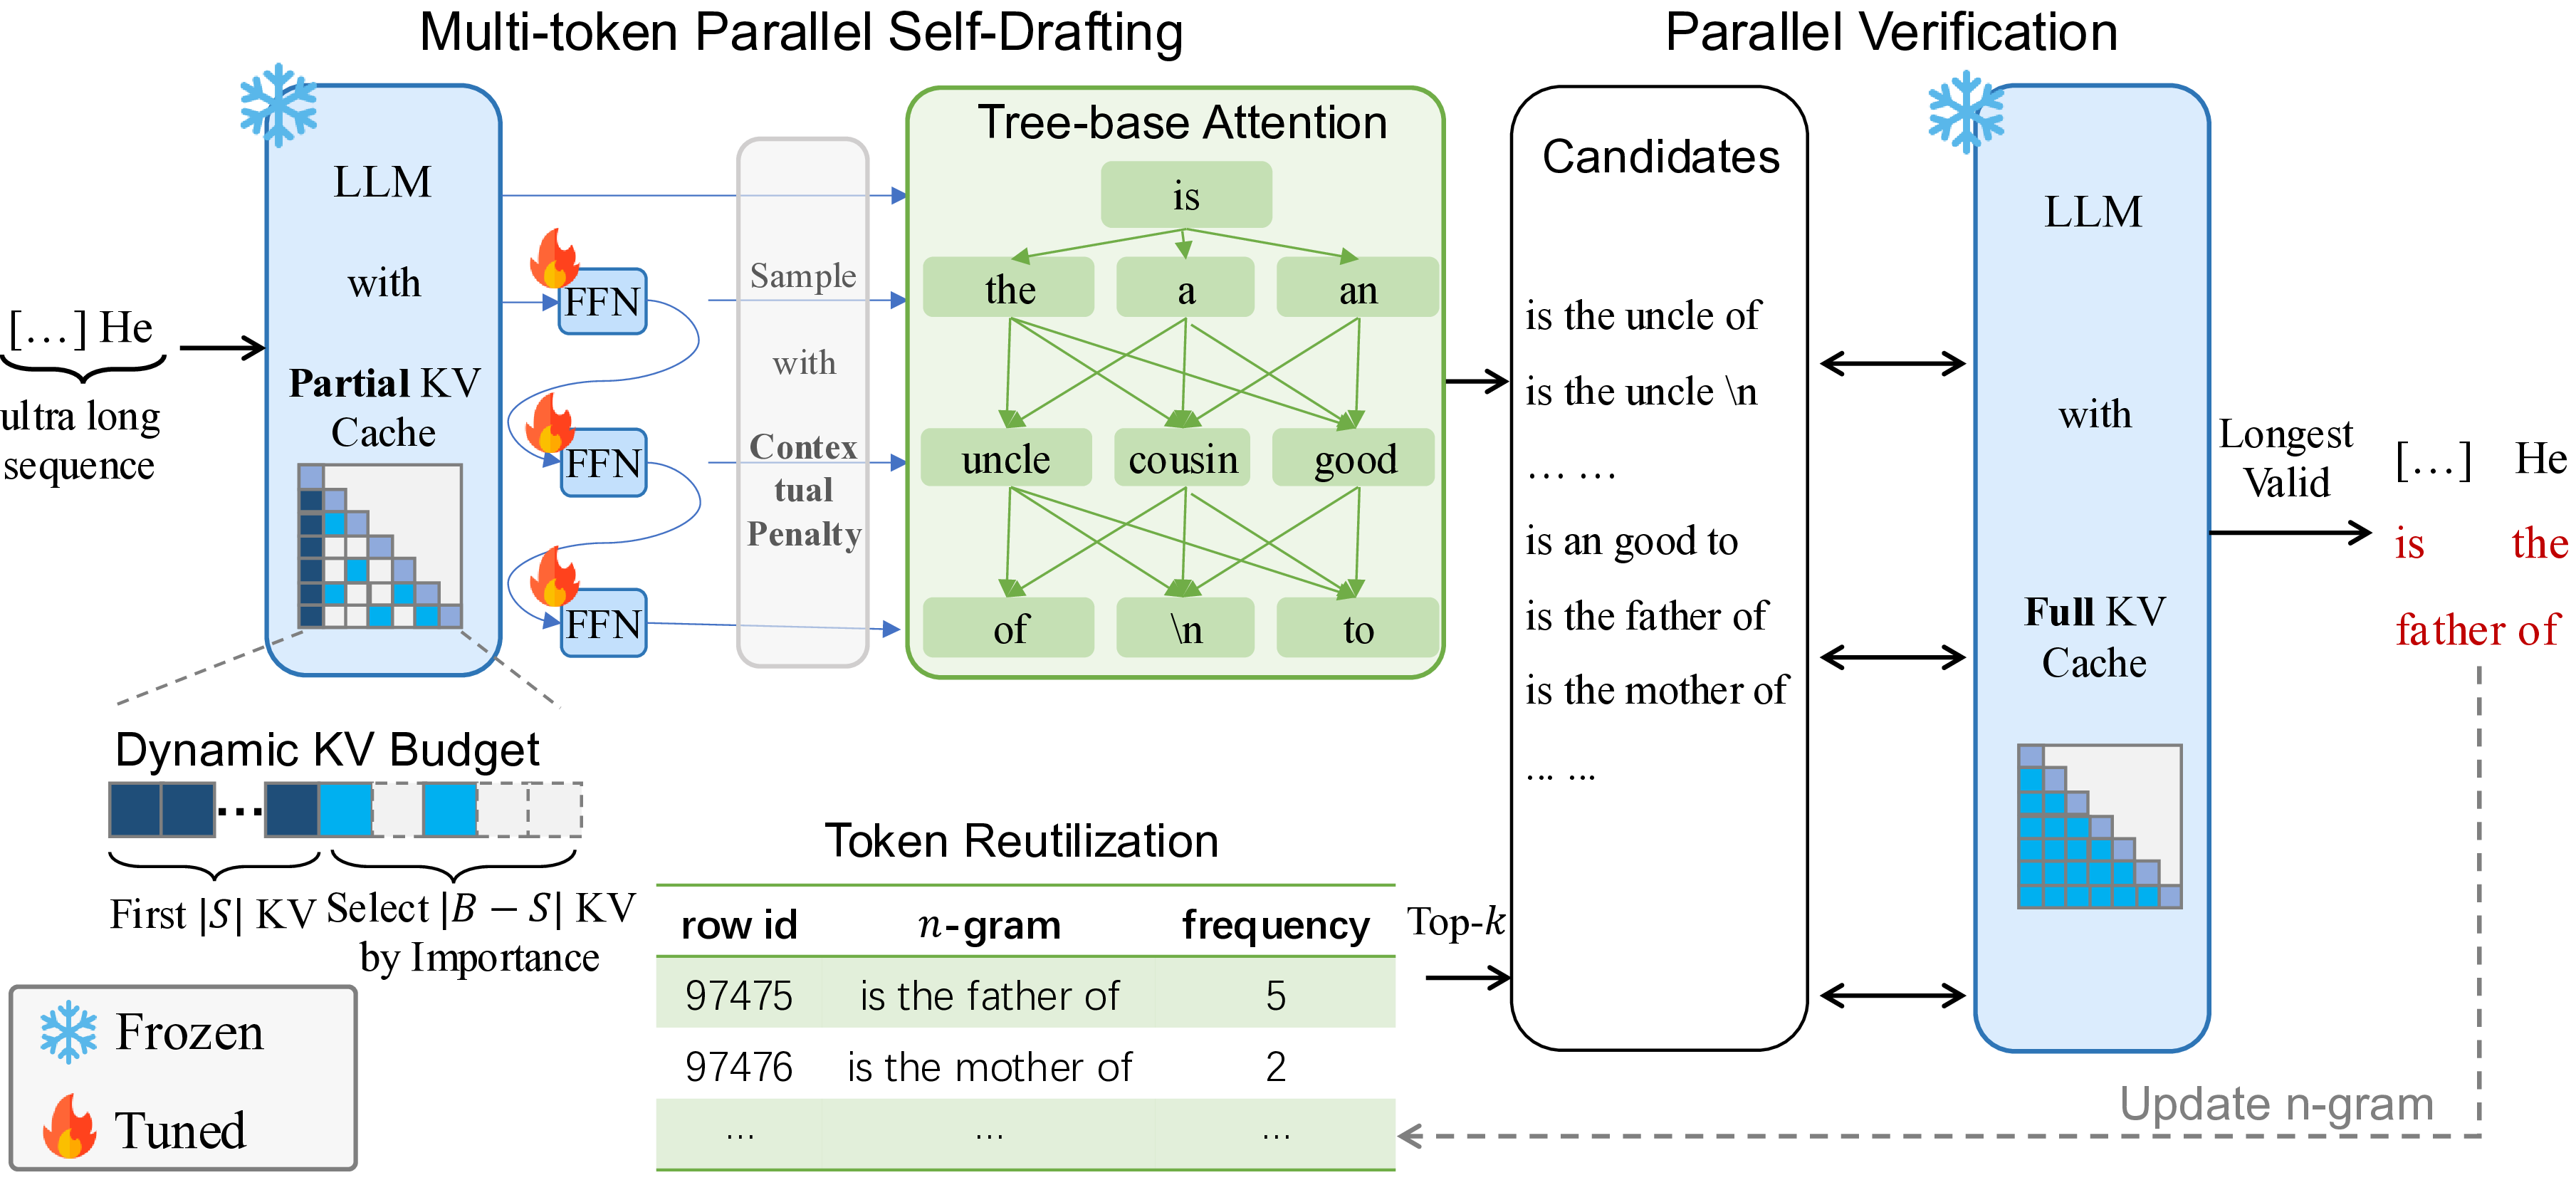 Multi-token Parallel Self-Drafting
Parallel Verification
[…] He
ultra long
sequence
LLM
with
Partial KV
Cache
FFN
FFN
FFN
Sample
with
Contex
tual
Penalty
Tree-base Attention
is
the a an
uncle cousin good
of \n to
Candidates
is the uncle of
is the uncle \n
… …
is an good to
is the father of
is the mother of
... ...
LLM
with
Full KV
Cache
Longest
Valid
[…] He
is the
father of
Dynamic KV Budget
...
First |S| KV
Select |B − S| KV
by Importance
Frozen
Tuned
Token Reutilization
row id n-gram frequency
97475 is the father of 5
97476 is the mother of 2
... ... ...
Top-k
Update n-gram